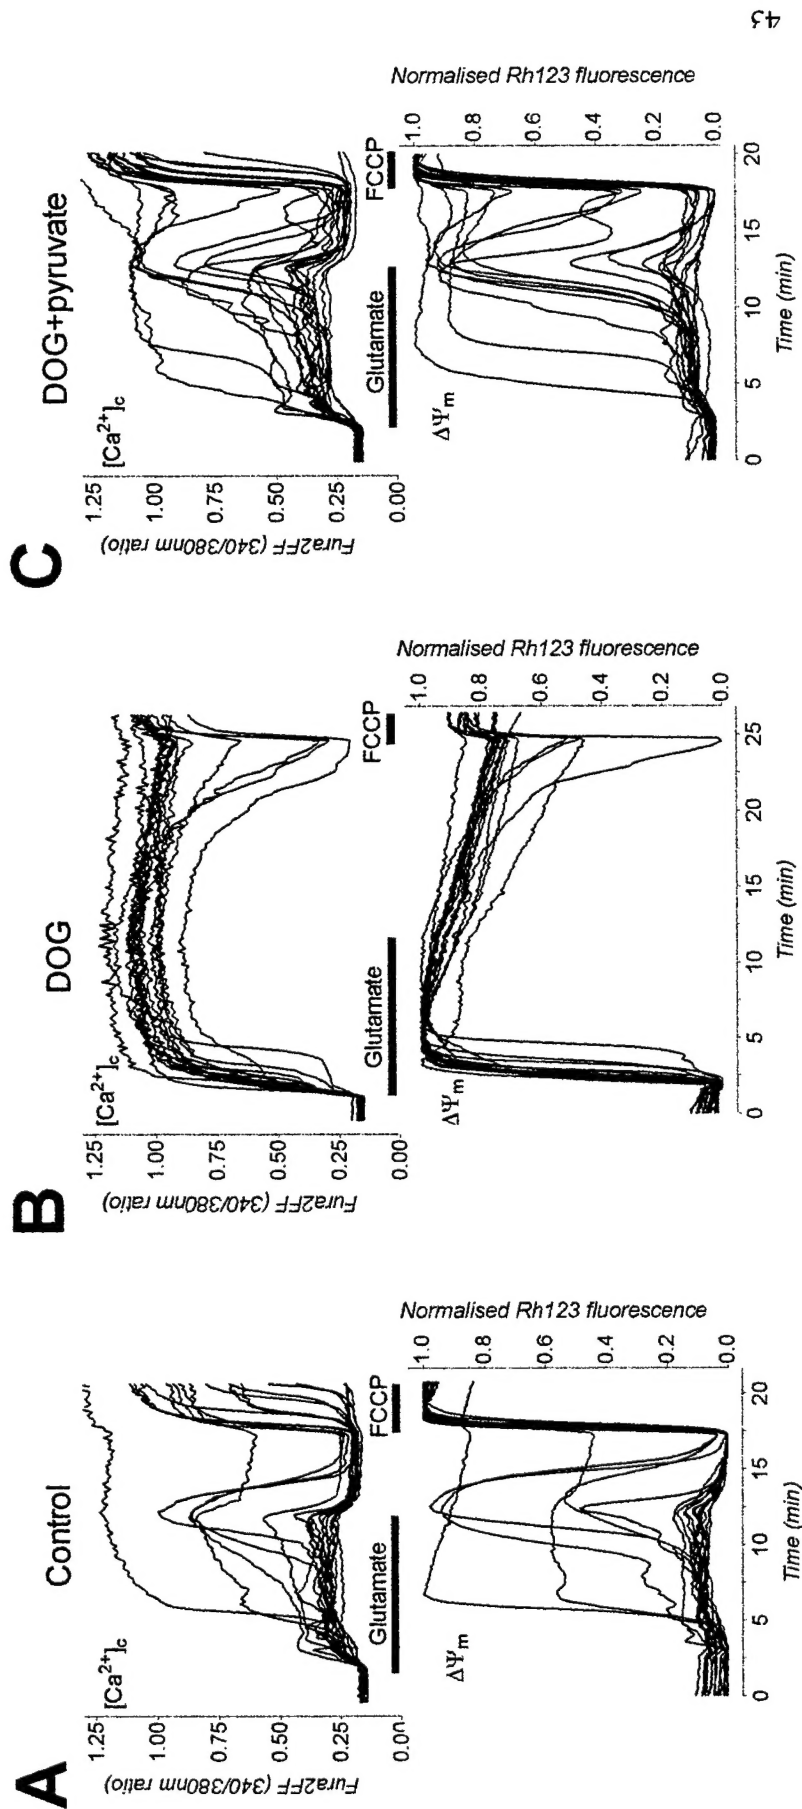 A
Control
[Ca2+]c
Fura2FF (340/380nm ratio)
1.25
1.00
0.75
0.50
0.25
0.00
Glutamate
FCCP
ΔΨm
Normalised Rh123 fluorescence
1.0
0.8
0.6
0.4
0.2
0.0
0 5 10 15 20
Time (min)
B
DOG
[Ca2+]c
Fura2FF (340/380nm ratio)
1.25
1.00
0.75
0.50
0.25
0.00
Glutamate
FCCP
ΔΨm
Normalised Rh123 fluorescence
1.0
0.8
0.6
0.4
0.2
0.0
0 5 10 15 20 25
Time (min)
C
DOG+pyruvate
[Ca2+]c
Fura2FF (340/380nm ratio)
1.25
1.00
0.75
0.50
0.25
0.00
Glutamate
FCCP
ΔΨm
Normalised Rh123 fluorescence
1.0
0.8
0.6
0.4
0.2
0.0
0 5 10 15 20
Time (min)
43